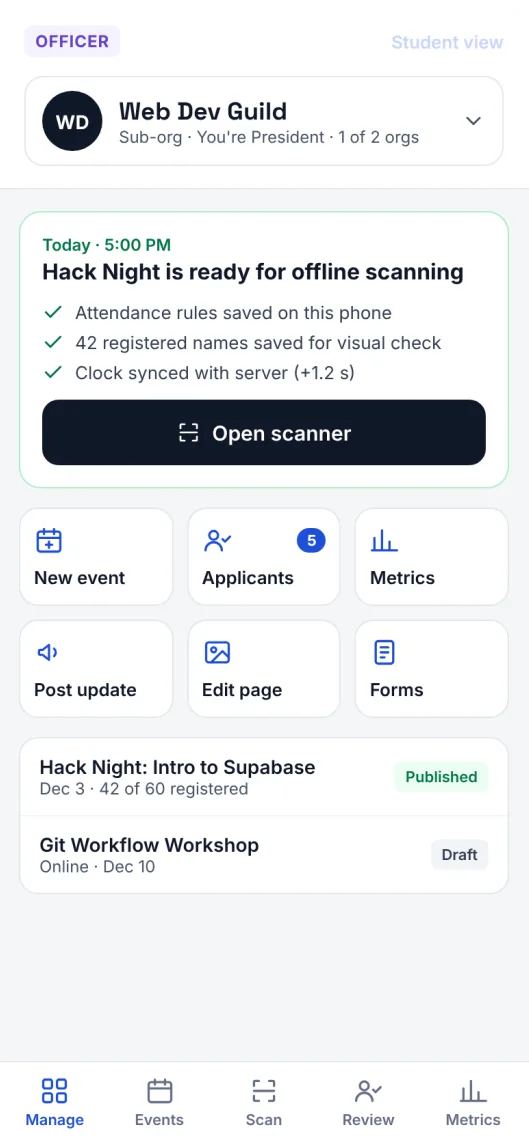 OFFICER
Student view
WD
Web Dev Guild
Sub-org · You're President · 1 of 2 orgs
Today · 5:00 PM
Hack Night is ready for offline scanning
Attendance rules saved on this phone
42 registered names saved for visual check
Clock synced with server (+1.2 s)
Open scanner
New event
Applicants
5
Metrics
Post update
Edit page
Forms
Hack Night: Intro to Supabase
Dec 3 · 42 of 60 registered
Published
Git Workflow Workshop
Online · Dec 10
Draft
Manage
Events
Scan
Review
Metrics